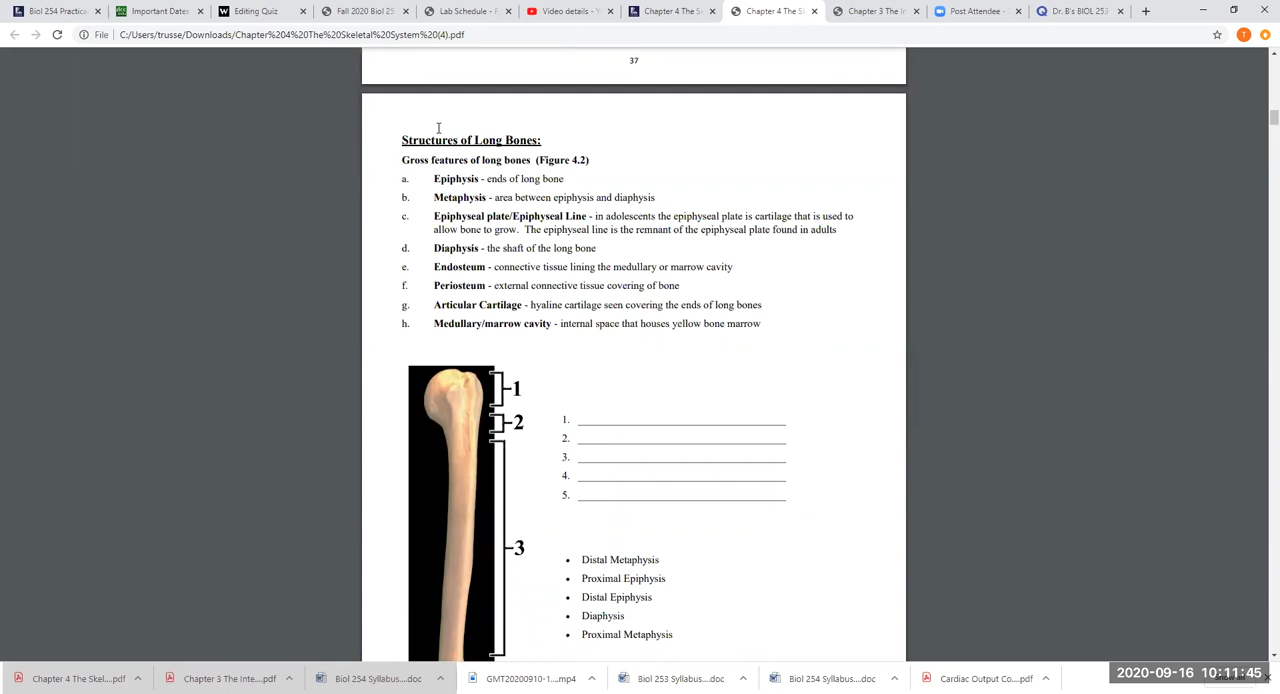 Biol 254 Practica
Important Dates
Editing Quiz
Fall 2020 Biol 25
Lab Schedule - F
Video details - Yo
Chapter 4 The S
Chapter 4 The Sk
Chapter 3 The In
Post Attendee -
Dr. B's BIOL 253
File C:/Users/trusse/Downloads/Chapter%204%20The%20Skeletal%20System%20(4).pdf
37
Structures of Long Bones:
Gross features of long bones (Figure 4.2)
a. Epiphysis - ends of long bone
b. Metaphysis - area between epiphysis and diaphysis
c. Epiphyseal plate/Epiphyseal Line - in adolescents the epiphyseal plate is cartilage that is used to
allow bone to grow. The epiphyseal line is the remnant of the epiphyseal plate found in adults
d. Diaphysis - the shaft of the long bone
e. Endosteum - connective tissue lining the medullary or marrow cavity
f. Periosteum - external connective tissue covering of bone
g. Articular Cartilage - hyaline cartilage seen covering the ends of long bones
h. Medullary/marrow cavity - internal space that houses yellow bone marrow
1
2
3
1.
2.
3.
4.
5.
• Distal Metaphysis
• Proximal Epiphysis
• Distal Epiphysis
• Diaphysis
• Proximal Metaphysis
Chapter 4 The Skel....pdf
Chapter 3 The Inte....pdf
Biol 254 Syllabus....doc
GMT20200910-1....mp4
Biol 253 Syllabus....doc
Biol 254 Syllabus....doc
Cardiac Output Co....pdf
2020-09-16 10:11:45